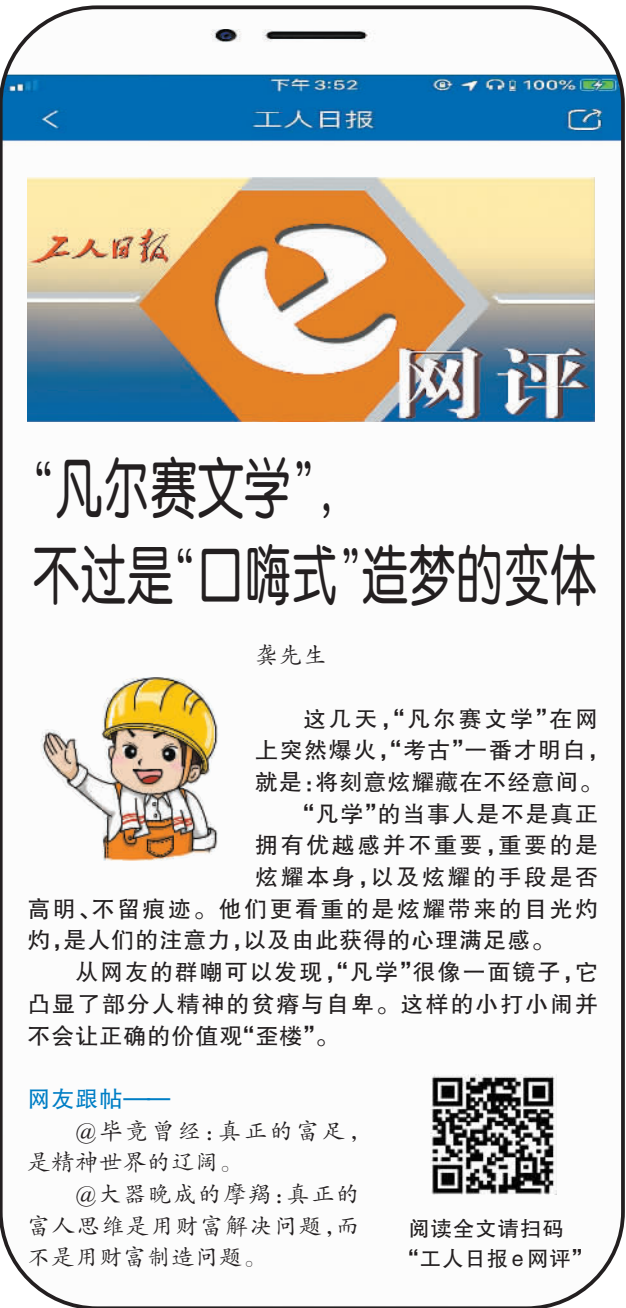 下午3:52
100%
工人日报
工人日报
e
网评
“凡尔赛文学”，
不过是“口嗨式”造梦的变体
龚先生
这几天，“凡尔赛文学”在网
上突然爆火，“考古”一番才明白，
就是：将刻意炫耀藏在不经意间。
“凡学”的当事人是不是真正
拥有优越感并不重要，重要的是
炫耀本身，以及炫耀的手段是否
高明、不留痕迹。他们更看重的是炫耀带来的目光灼
灼，是人们的注意力，以及由此获得的心理满足感。
从网友的群嘲可以发现，“凡学”很像一面镜子，它
凸显了部分人精神的贫瘠与自卑。这样的小打小闹并
不会让正确的价值观“歪楼”。
网友跟帖——
@毕竟曾经：真正的富足，
是精神世界的辽阔。
@大器晚成的摩羯：真正的
富人思维是用财富解决问题，而
不是用财富制造问题。
阅读全文请扫码
“工人日报e网评”